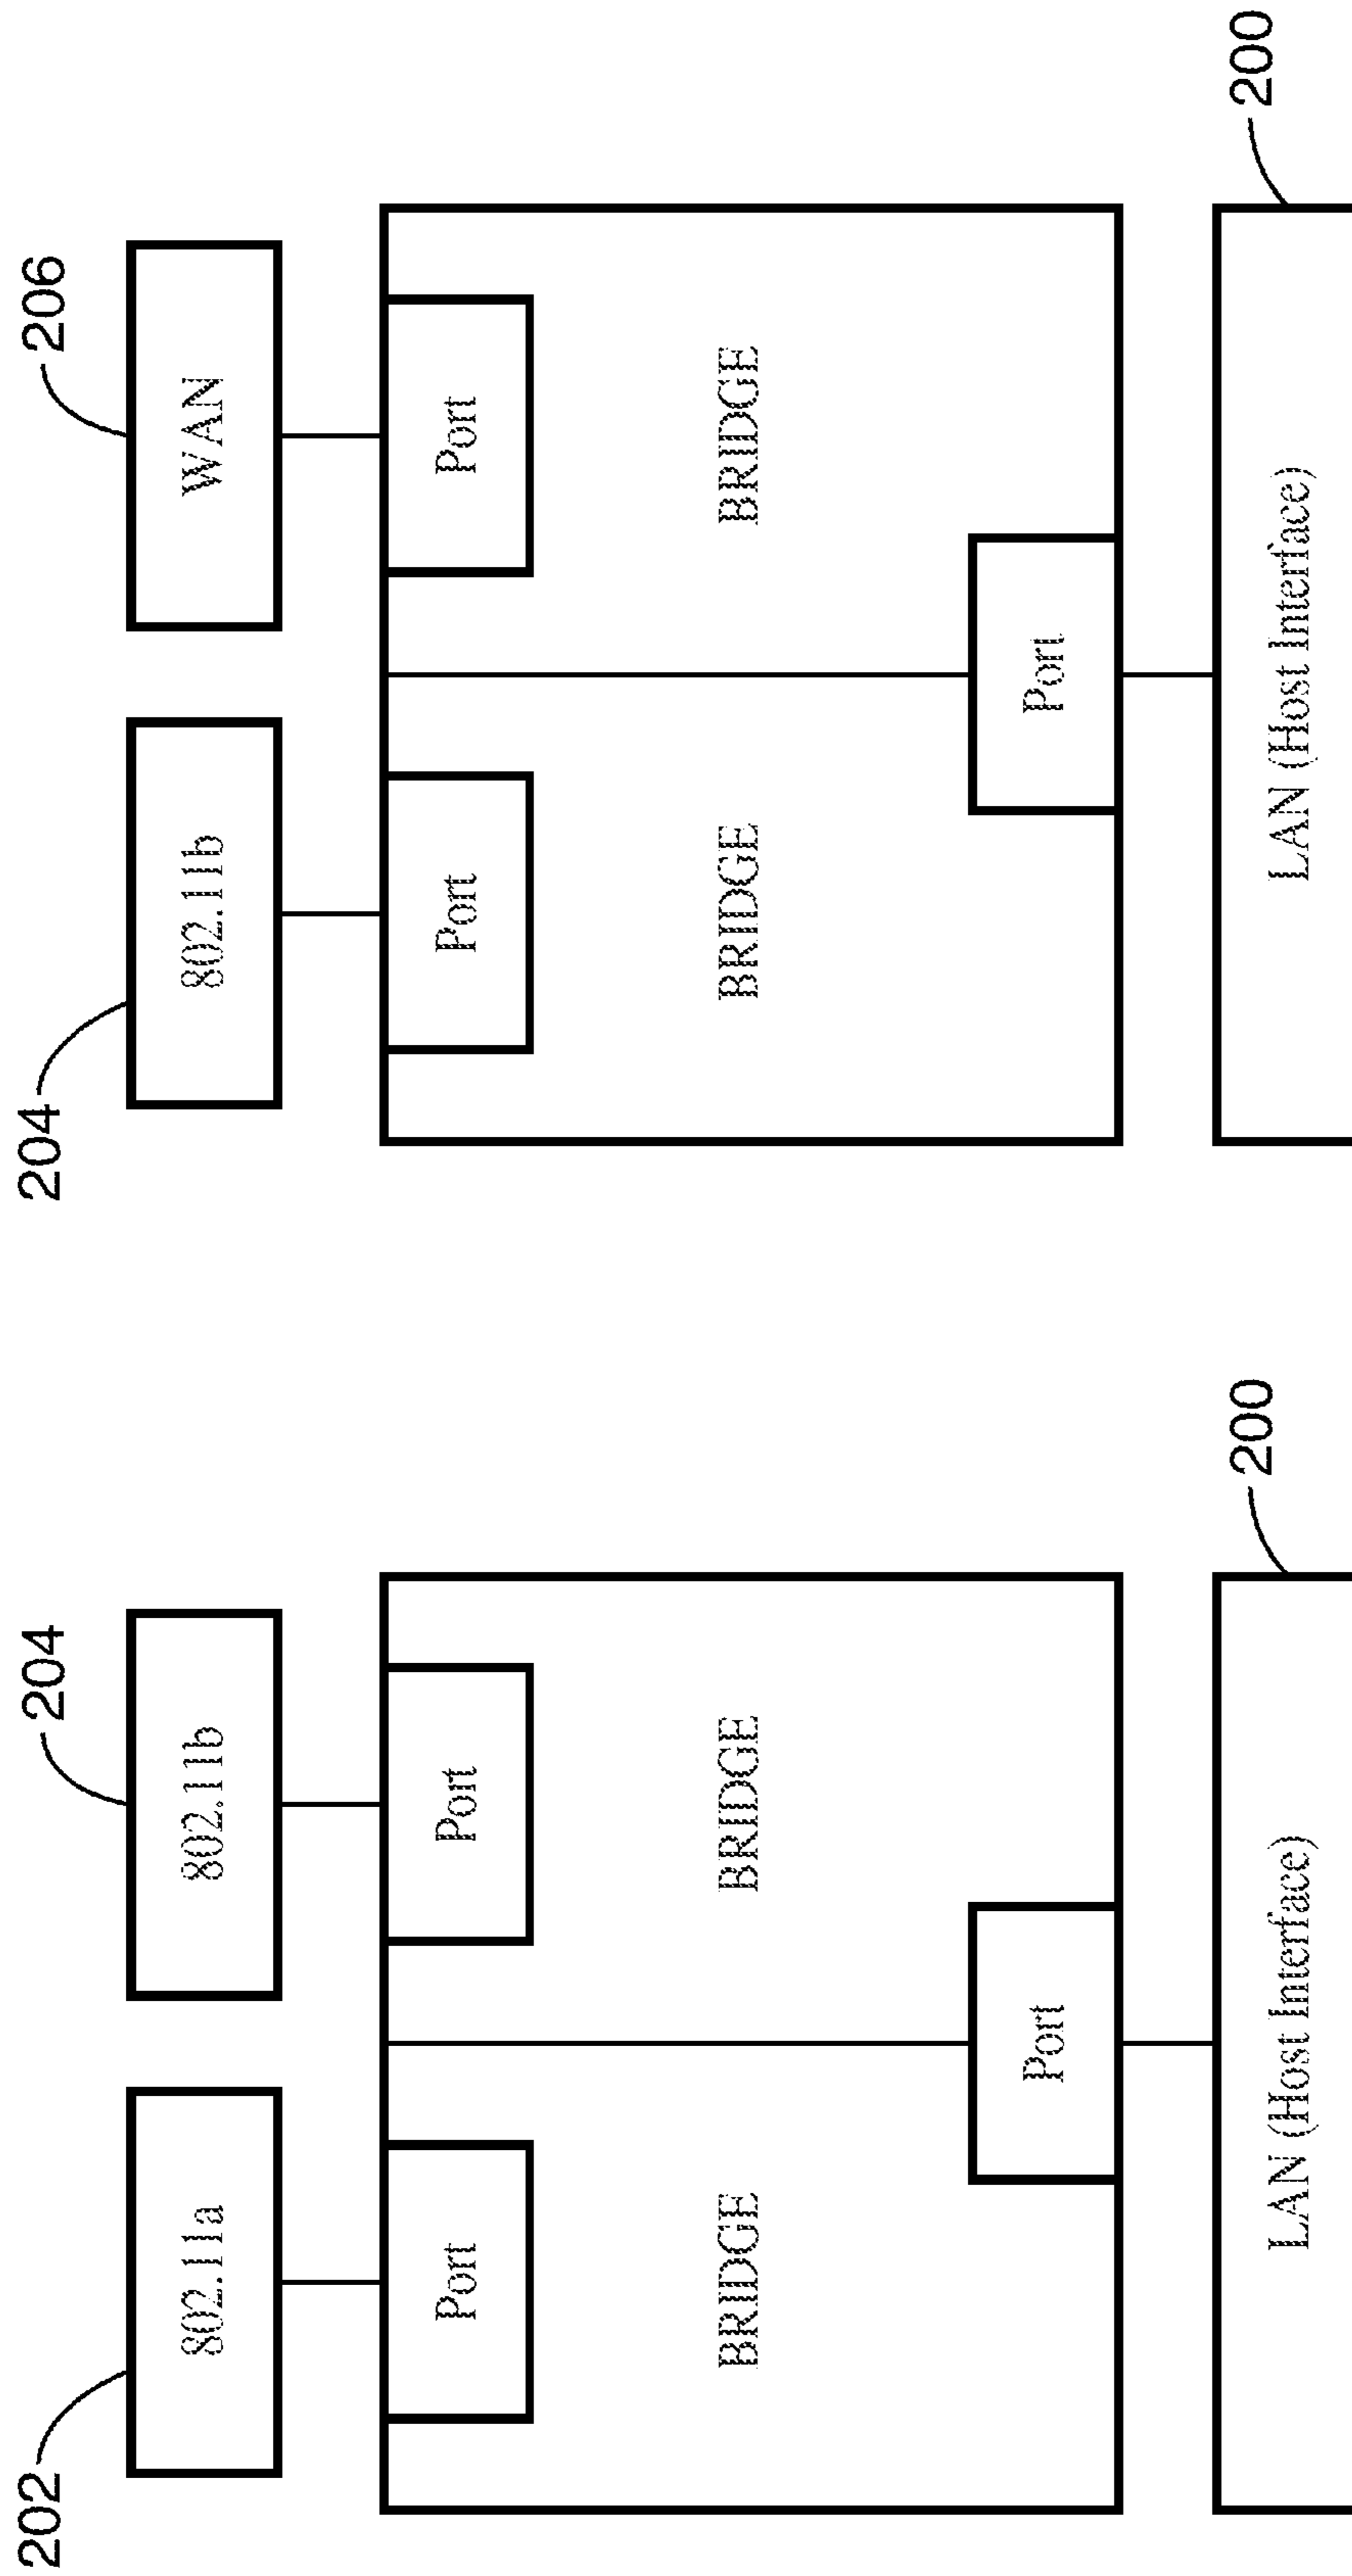 202
802.11a
Port
BRIDGE
204
802.11b
Port
BRIDGE
Port
LAN (Host Interface)
200
204
802.11b
Port
BRIDGE
206
WAN
Port
BRIDGE
Port
LAN (Host Interface)
200